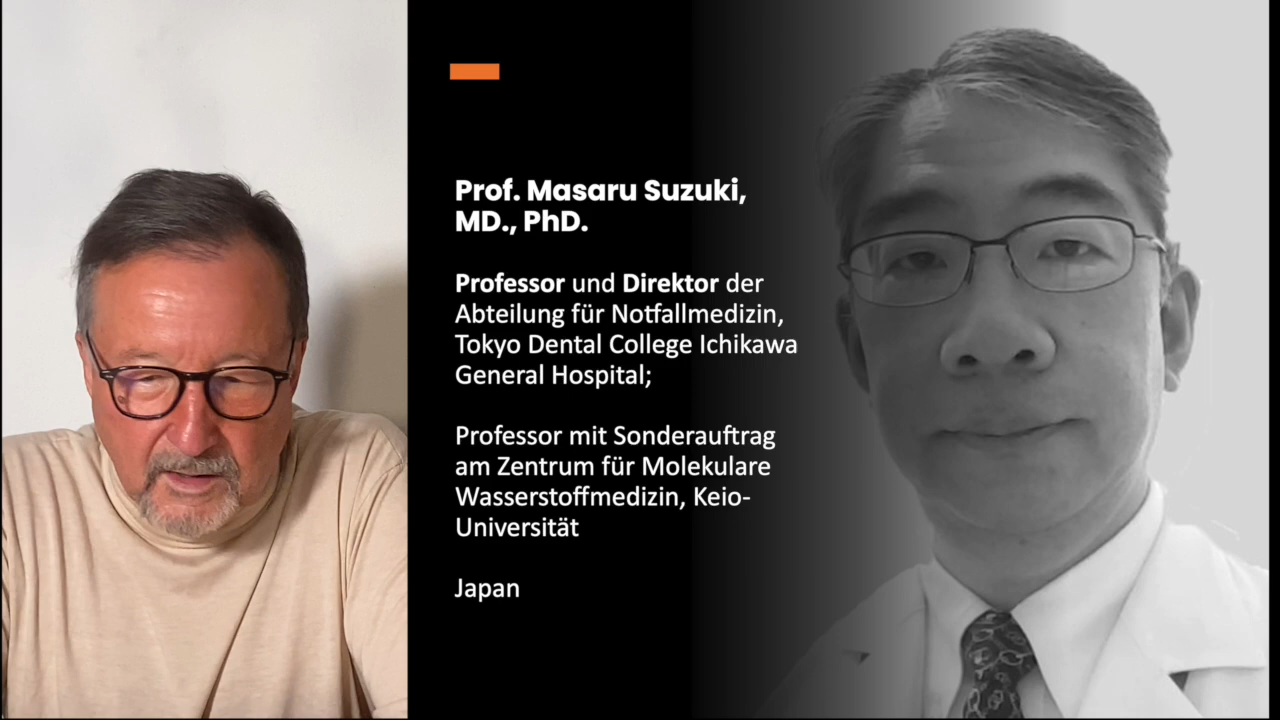 Prof. Masaru Suzuki,
MD., PhD.
Professor und Direktor der
Abteilung für Notfallmedizin,
Tokyo Dental College Ichikawa
General Hospital;
Professor mit Sonderauftrag
am Zentrum für Molekulare
Wasserstoffmedizin, Keio-
Universität
Japan